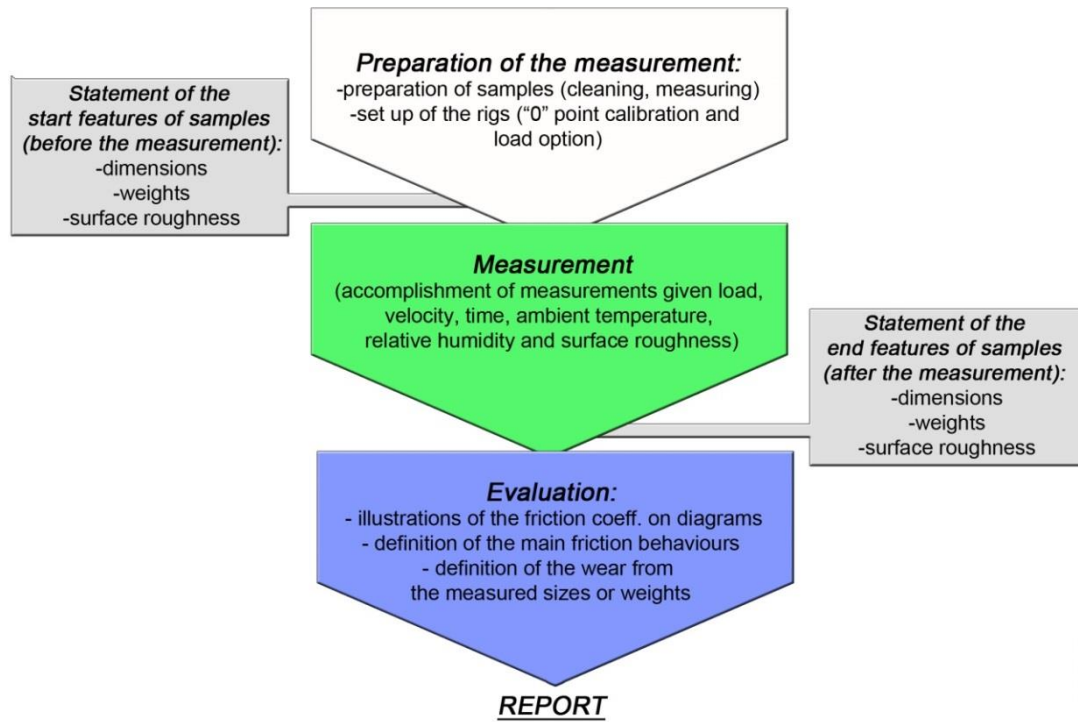 Preparation of the measurement:
-preparation of samples (cleaning, measuring)
-set up of the rigs (“0” point calibration and
load option)
Statement of the
start features of samples
(before the measurement):
-dimensions
-weights
-surface roughness
Measurement
(accomplishment of measurements given load,
velocity, time, ambient temperature,
relative humidity and surface roughness)
Statement of the
end features of samples
(after the measurement):
-dimensions
-weights
-surface roughness
Evaluation:
- illustrations of the friction coeff. on diagrams
- definition of the main friction behaviours
- definition of the wear from
the measured sizes or weights
REPORT